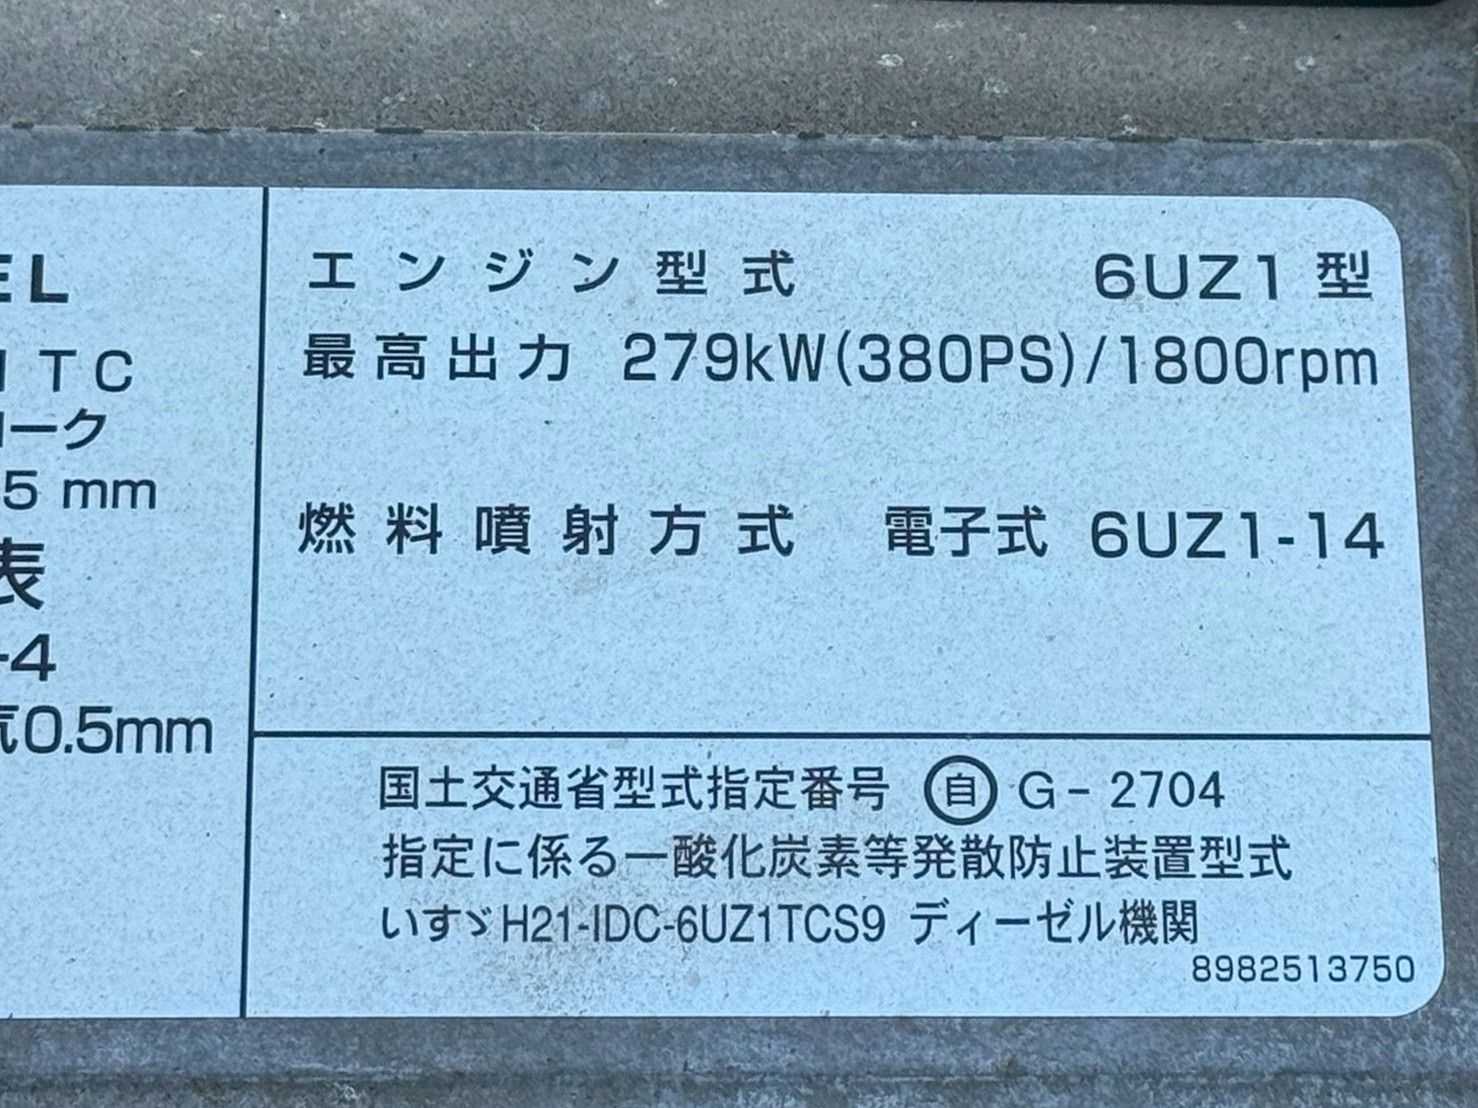 EL
1TC
ローク
5 mm
表
-4
気0.5mm
エンジン型式 6UZ1型
最高出力 279kW(380PS)/1800rpm
燃料噴射方式 電子式 6UZ1-14
国土交通省型式指定番号 ㊀自 G-2704
指定に係る一酸化炭素等発散防止装置型式
いすゞH21-IDC-6UZ1TCS9 ディーゼル機関
8982513750